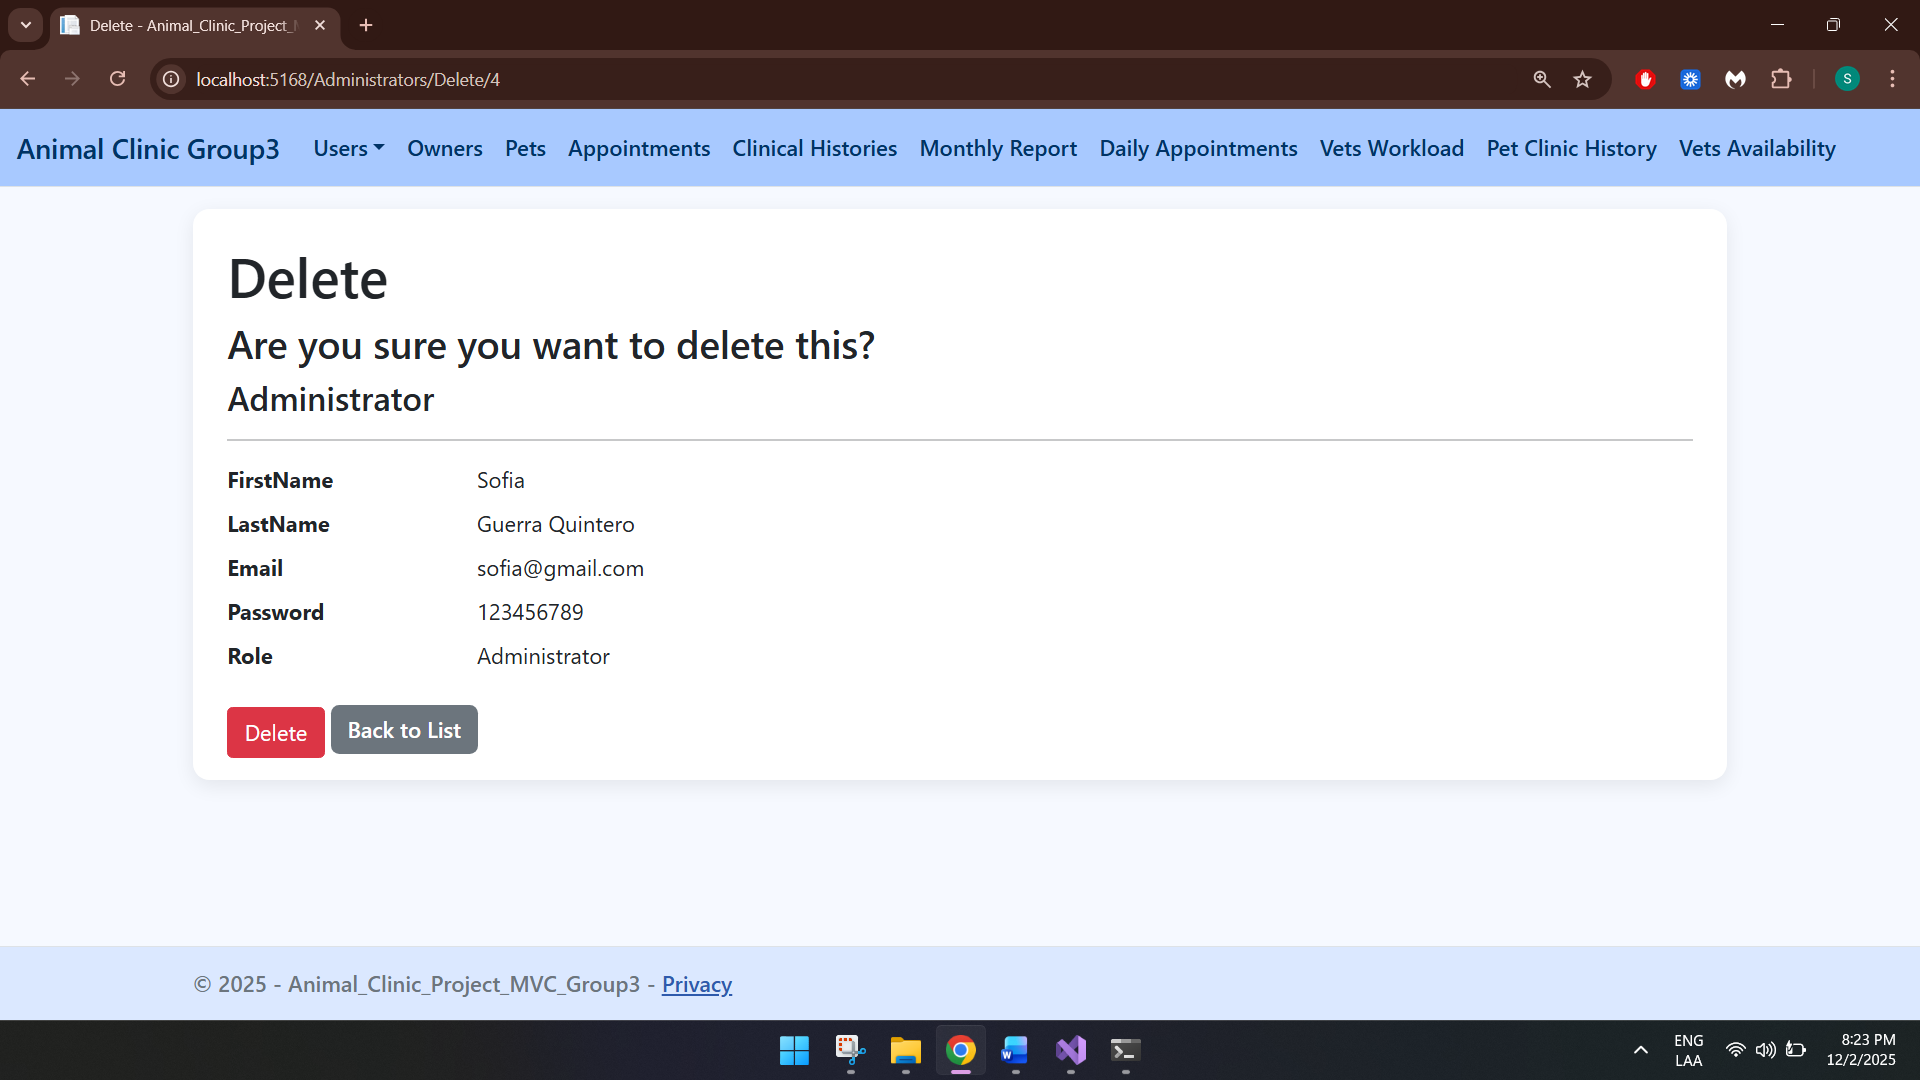 Delete - Animal_Clinic_Project_
localhost:5168/Administrators/Delete/4
S
Animal Clinic Group3 Users Owners Pets Appointments Clinical Histories Monthly Report Daily Appointments Vets Workload Pet Clinic History Vets Availability
Delete
Are you sure you want to delete this?
Administrator
FirstName Sofia
LastName Guerra Quintero
Email sofia@gmail.com
Password 123456789
Role Administrator
Delete Back to List
© 2025 - Animal_Clinic_Project_MVC_Group3 - Privacy
ENG 8:23 PM
LAA 12/2/2025